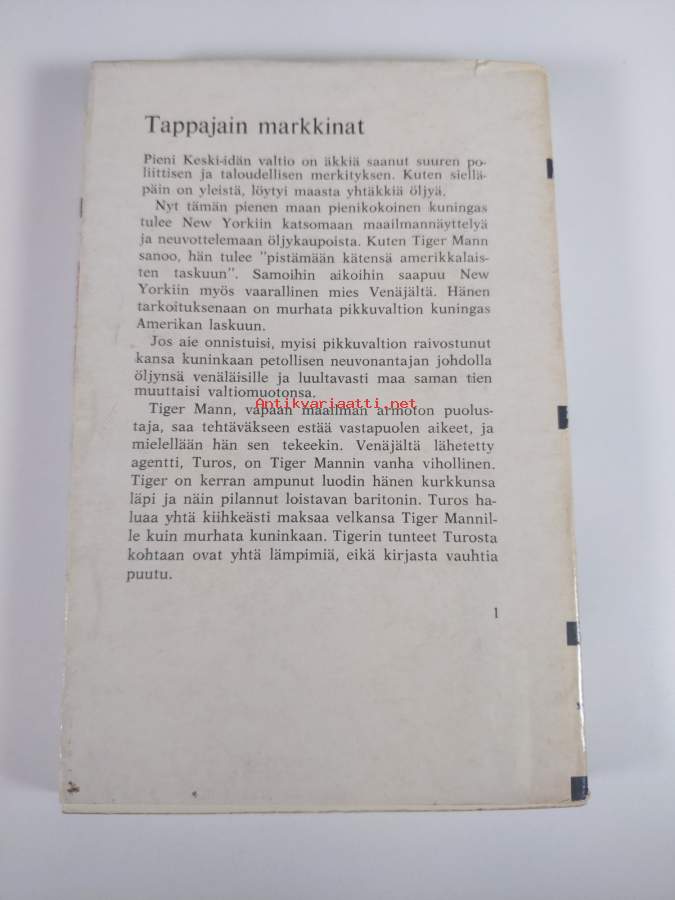 Tappajain markkinat
Pieni Keski-idän valtio on äkkiä saanut suuren po-
liittisen ja taloudellisen merkityksen. Kuten siellä-
päin on yleistä, löytyi maasta yhtäkkiä öljyä.
Nyt tämän pienen maan pienikokoinen kuningas
tulee New Yorkiin katsomaan maailmannäyttelyä
ja neuvottelemaan öljykaupoista. Kuten Tiger Mann
sanoo, hän tulee "pistämään kätensä amerikkalais-
ten taskuun". Samoihin aikoihin saapuu New
Yorkiin myös vaarallinen mies Venäjältä. Hänen
tarkoituksenaan on murhata pikkuvaltion kuningas
Amerikan laskuun.
Jos aie onnistuisi, myisi pikkuvaltion raivostunut
kansa kuninkaan petollisen neuvonantajan johdolla
öljynsä venäläisille ja luultavasti maa saman tien
muuttaisi valtiomuotonsa.
Antikvariaatti.net
Tiger Mann, vapaan maailman armoton puolus-
taja, saa tehtäväkseen estää vastapuolen aikeet, ja
mielellään hän sen tekeekin. Venäjältä lähetetty
agentti, Turos, on Tiger Mannin vanha vihollinen.
Tiger on kerran ampunut luodin hänen kurkkunsa
läpi ja näin pilannut loistavan baritonin. Turos ha-
luaa yhtä kiihkeästi maksaa velkansa Tiger Mannil-
le kuin murhata kuninkaan. Tigerin tunteet Turosta
kohtaan ovat yhtä lämpimiä, eikä kirjasta vauhtia
puutu.
1